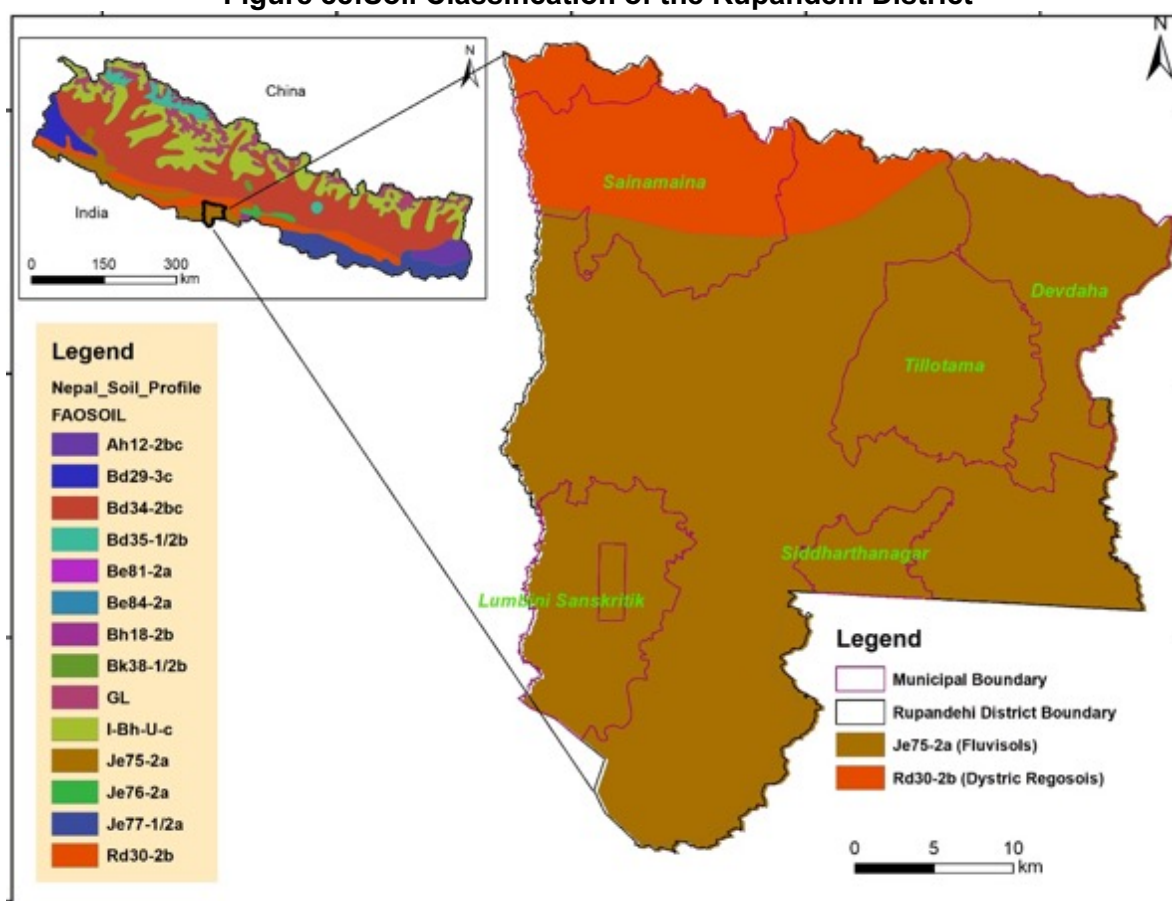 Figure 38:Soil Classification of the Rupandehi District
N
China
India
0 150 300
km
N
Sainamaina
Devdaha
Tillotama
Siddharthanagar
Lumbini Sanskritik
Legend
Nepal_Soil_Profile
FAOSOIL
Ah12-2bc
Bd29-3c
Bd34-2bc
Bd35-1/2b
Be81-2a
Be84-2a
Bh18-2b
Bk38-1/2b
GL
I-Bh-U-c
Je75-2a
Je76-2a
Je77-1/2a
Rd30-2b
Legend
Municipal Boundary
Rupandehi District Boundary
Je75-2a (Fluvisols)
Rd30-2b (Dystric Regosols)
0 5 10
km